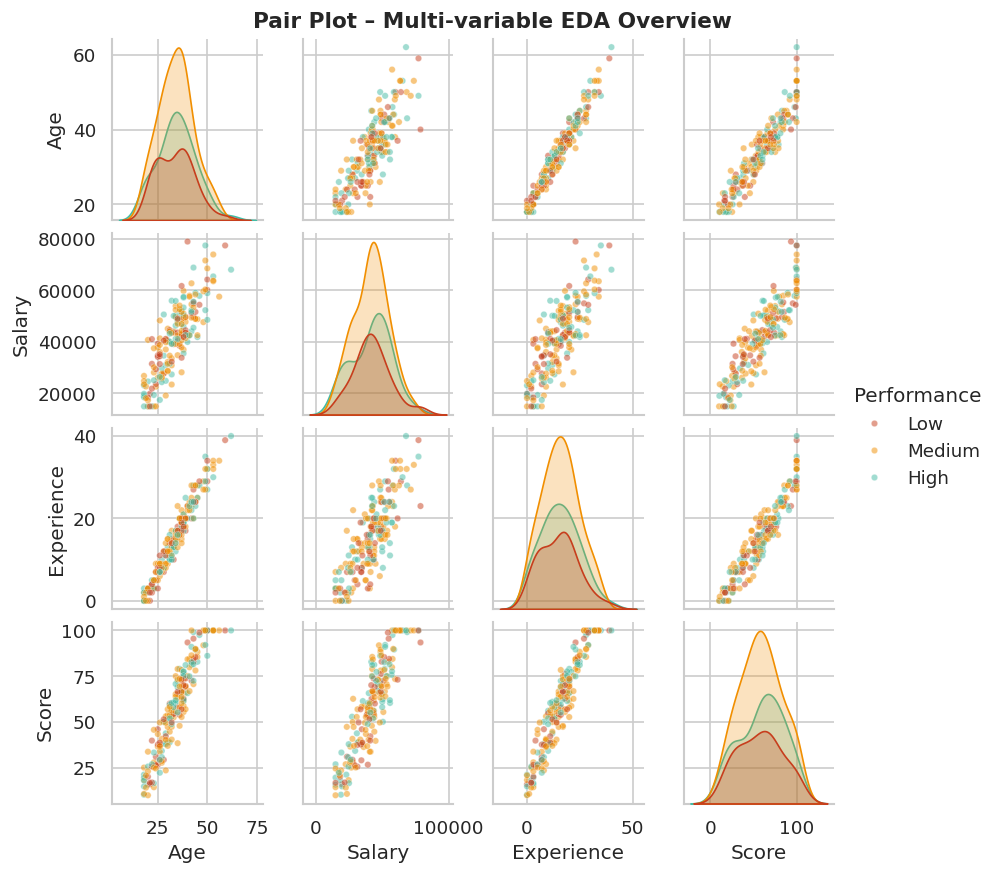 Pair Plot – Multi-variable EDA Overview
60
40
20
Age
80000
60000
40000
20000
Salary
Performance
Low
Medium
High
40
20
0
Experience
100
75
50
25
Score
25 50 75
0 100000
0 50
0 100
Age
Salary
Experience
Score